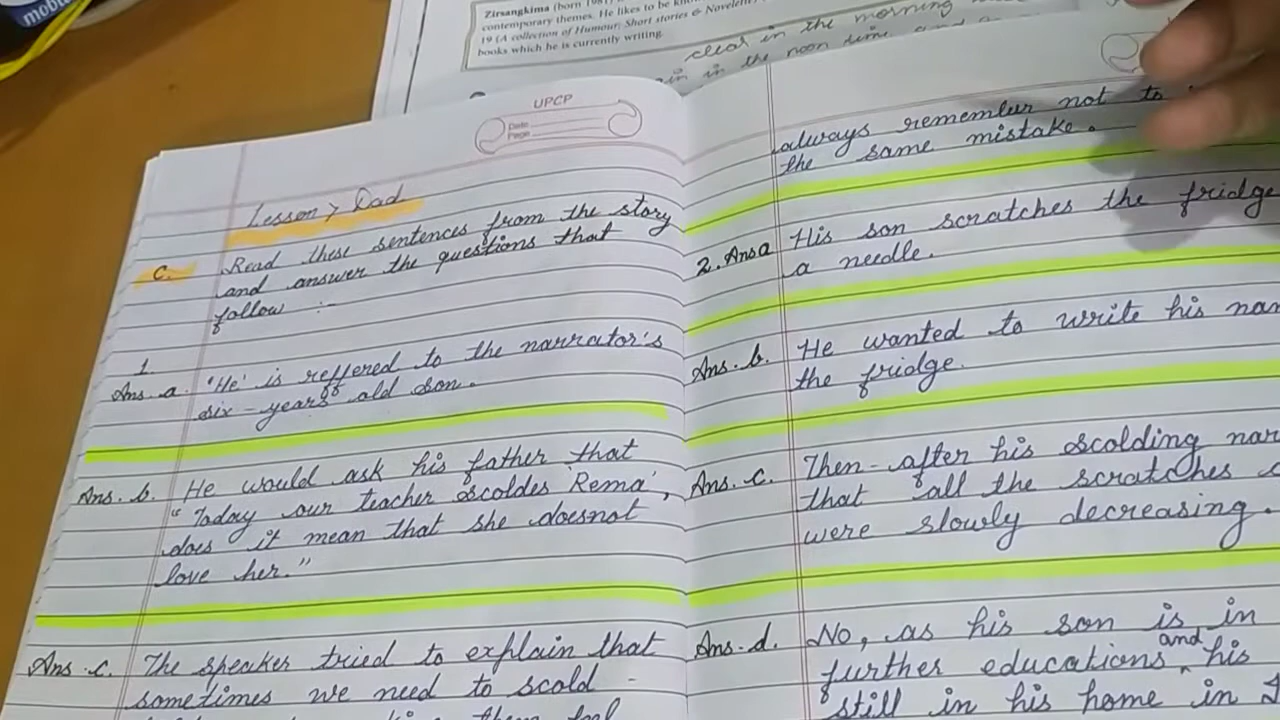 mobi
Zirsangkima (born 1981)
contemporary themes. He likes to be
19 (A collection of Humour; Short stories & Novelett
books which he is currently writing.
clear in the morning
in the noon time
UPCP
Date
Page
Lesson > Dad
C. Read these sentences from the story
and answer the questions that
follow :-
1.
Ans. a. 'He' is reffered to the narrator's
six-years old son.
Ans. b. He would ask his father that
"Today our teacher scoldes 'Rema',
does it mean that she doesnot
love her."
Ans. c. The speaker tried to explain that
sometimes we need to scold -
them feel
always remember not to
the same mistake.
2. Ans a His son scratches the fridge
a needle.
Ans. b. He wanted to write his nam
the fridge.
Ans. c. Then-after his scolding nar
that all the scratches
were slowly decreasing.
Ans. d. No, as his son is in
further educations and his
still in his home in